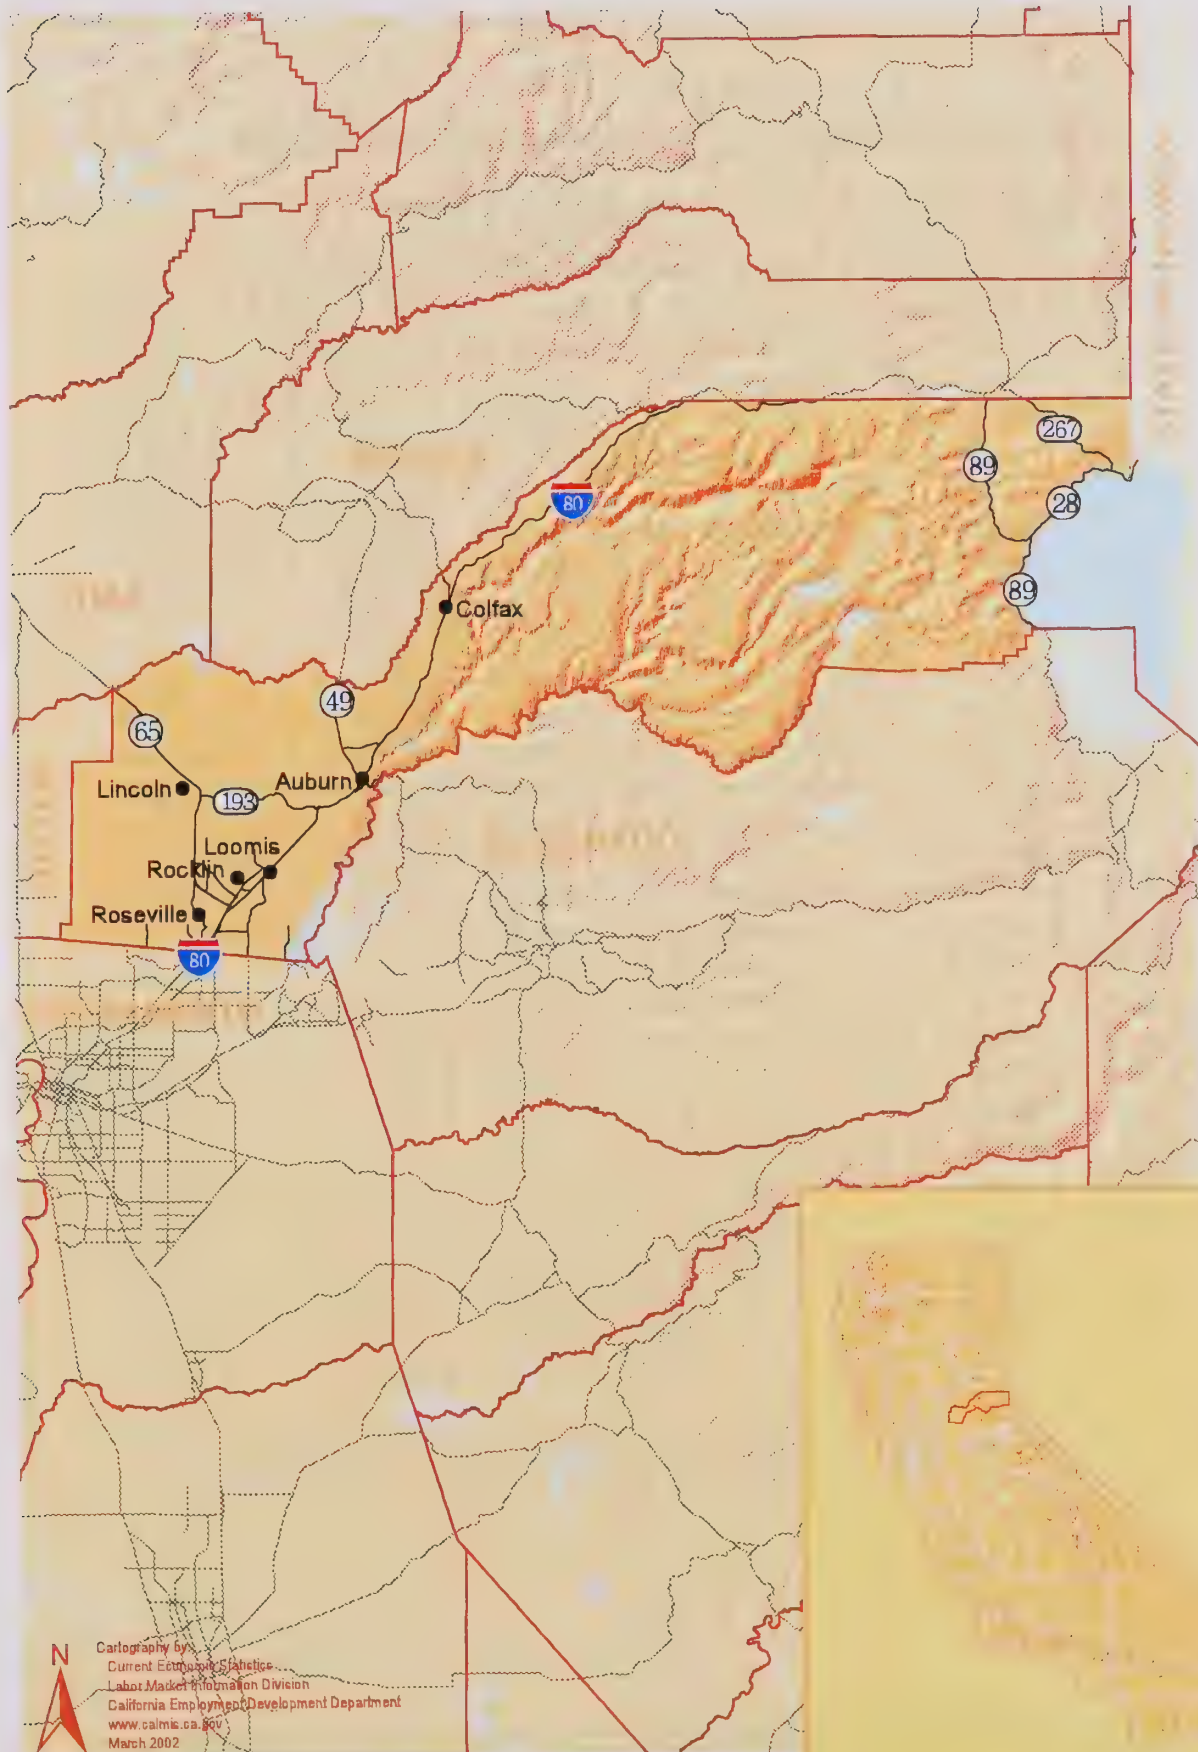 267
89
28
80
89
Colfax
49
65
Lincoln
193
Auburn
Loomis
Rocklin
Roseville
80
N
Cartography by:
Current Economic Statistics
Labor Market Information Division
California Employment Development Department
www.calmis.ca.gov
March 2002